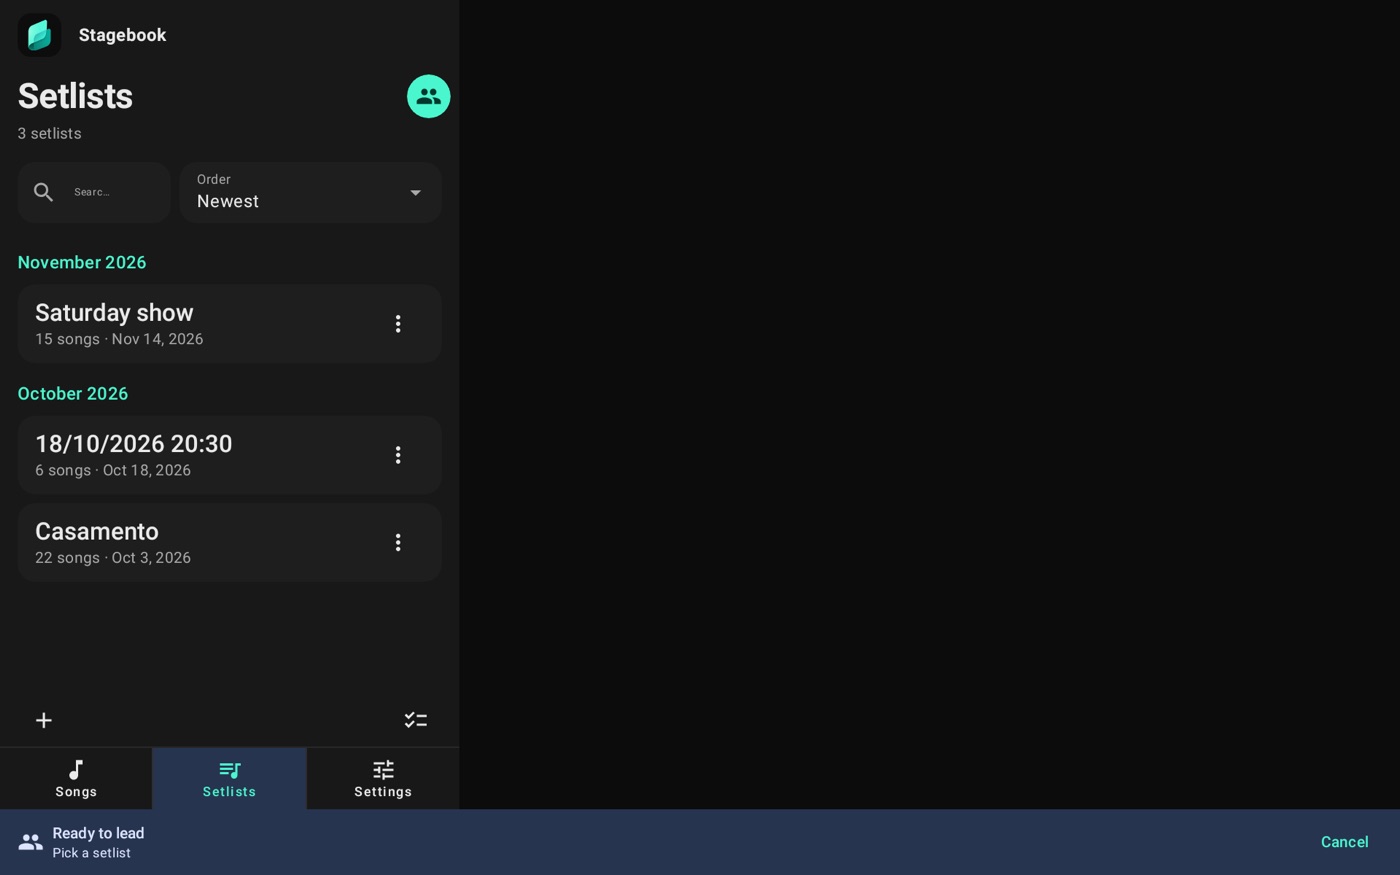 Stagebook
Setlists
3 setlists
Searc…
Order
Newest
November 2026
Saturday show
15 songs · Nov 14, 2026
October 2026
18/10/2026 20:30
6 songs · Oct 18, 2026
Casamento
22 songs · Oct 3, 2026
Songs
Setlists
Settings
Ready to lead
Pick a setlist
Cancel